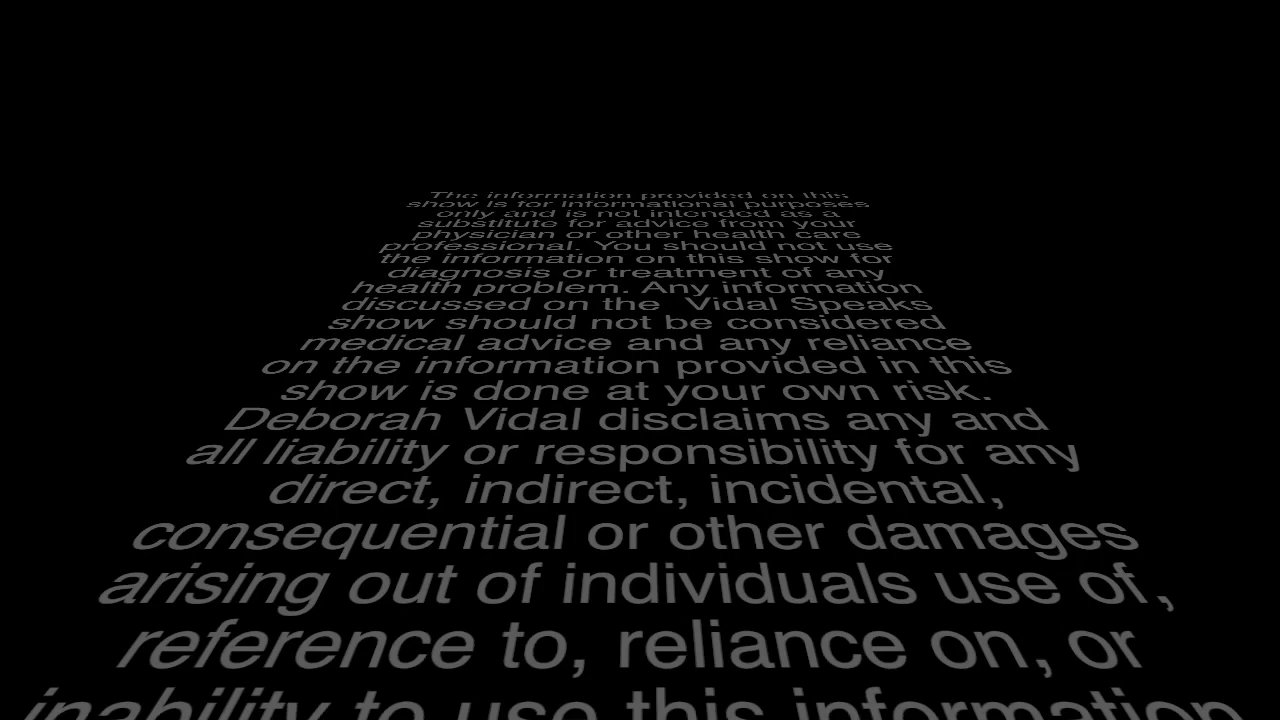 The information provided on this
show is for informational purposes
only and is not intended as a
substitute for advice from your
physician or other health care
professional. You should not use
the information on this show for
diagnosis or treatment of any
health problem. Any information
discussed on the  Vidal Speaks
show should not be considered
medical advice and any reliance
on the information provided in this
show is done at your own risk.
Deborah Vidal disclaims any and
all liability or responsibility for any
direct, indirect, incidental,
consequential or other damages
arising out of individuals use of,
reference to, reliance on, or
inability to use this information